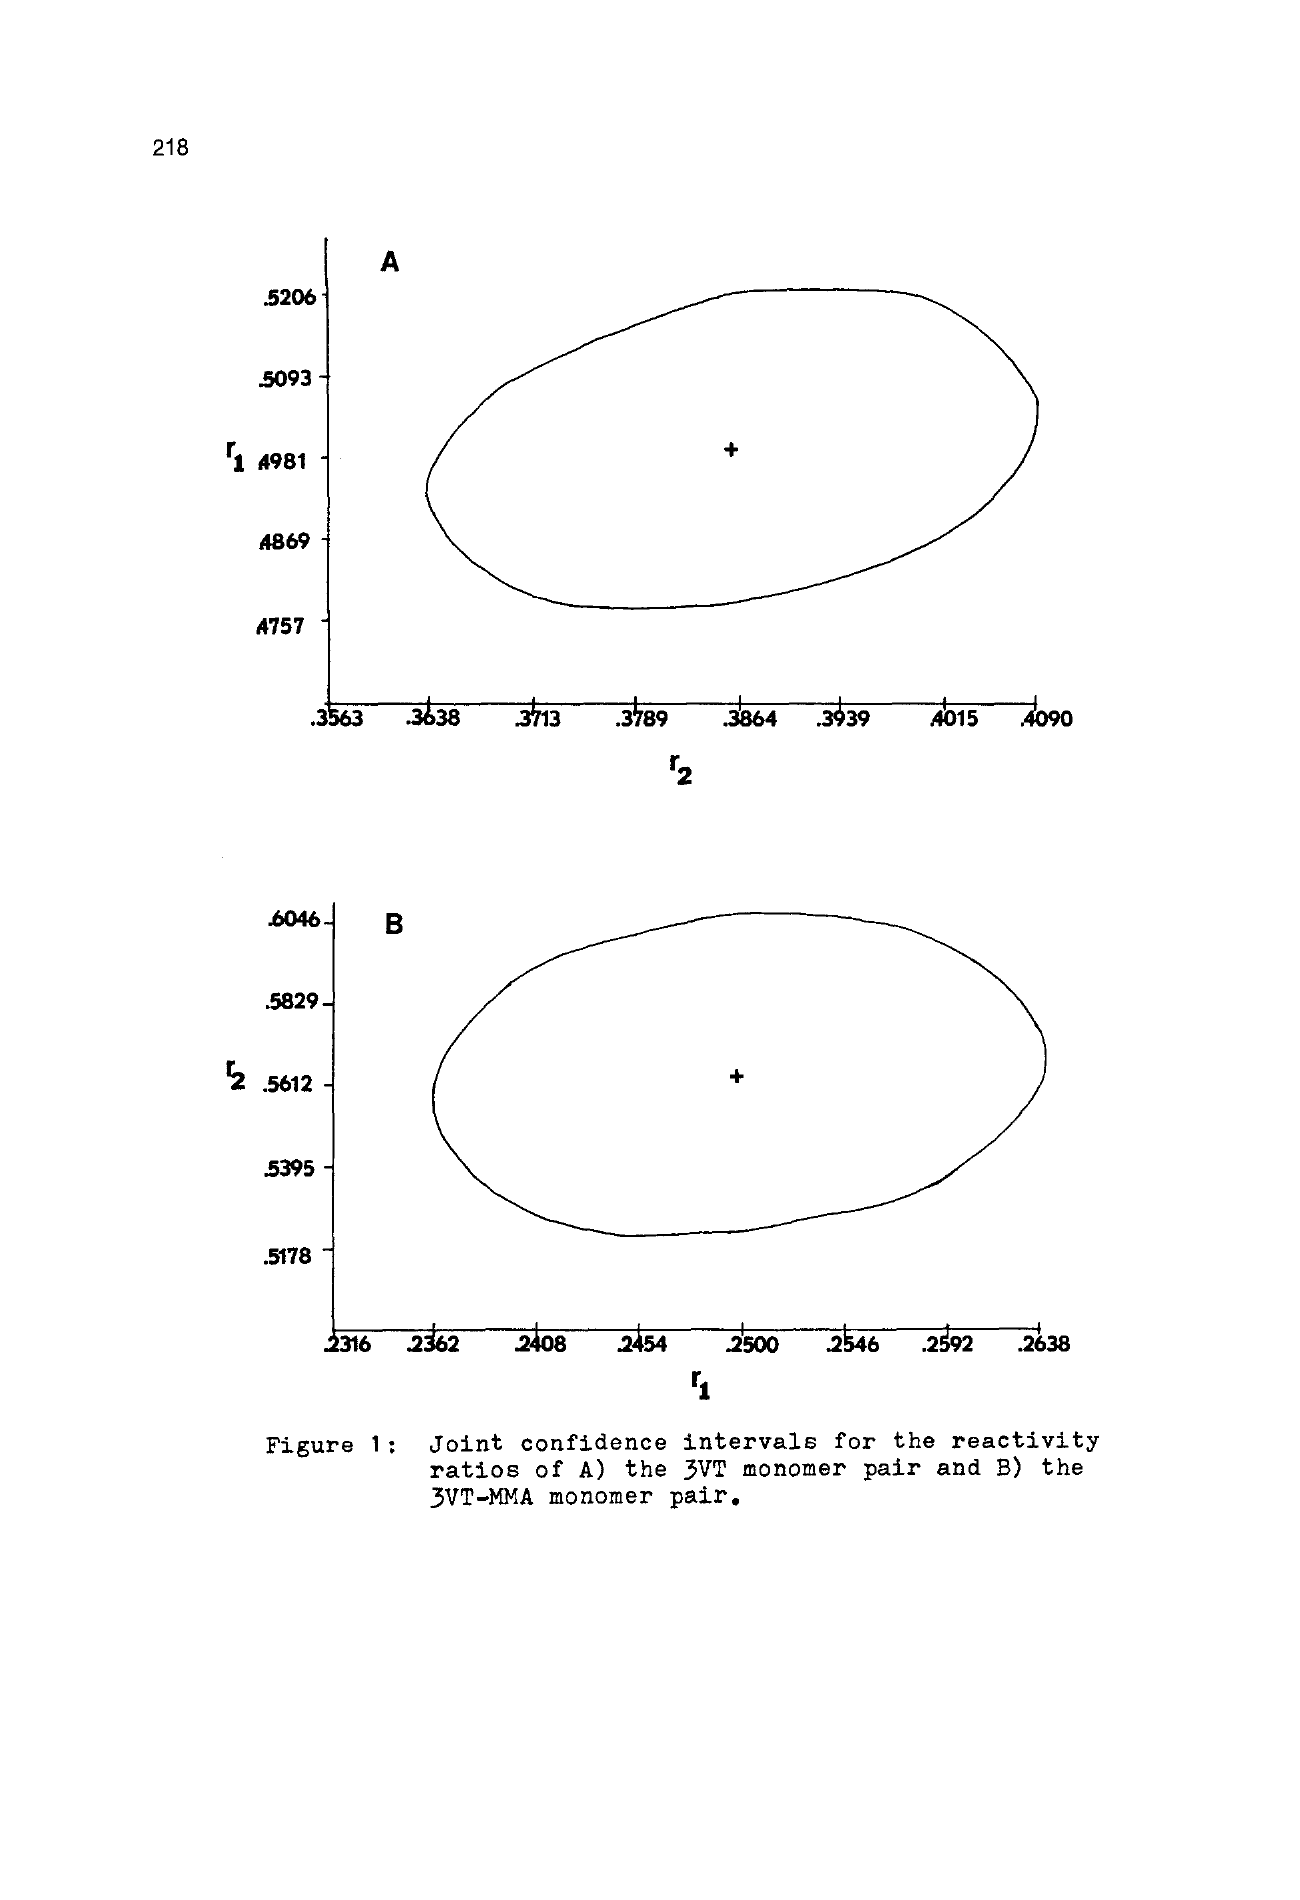 218
A
.5206
.5093
r1 .4981
.4869
.4757
.3563 .3638 .3713 .3789 .3864 .3939 .4015 .4090
r2
B
.6046
.5829
r2 .5612
.5395
.5178
.2316 .2362 .2408 .2454 .2500 .2546 .2592 .2638
r1
Figure 1: Joint confidence intervals for the reactivity
ratios of A) the 3VT monomer pair and B) the
3VT-MMA monomer pair.